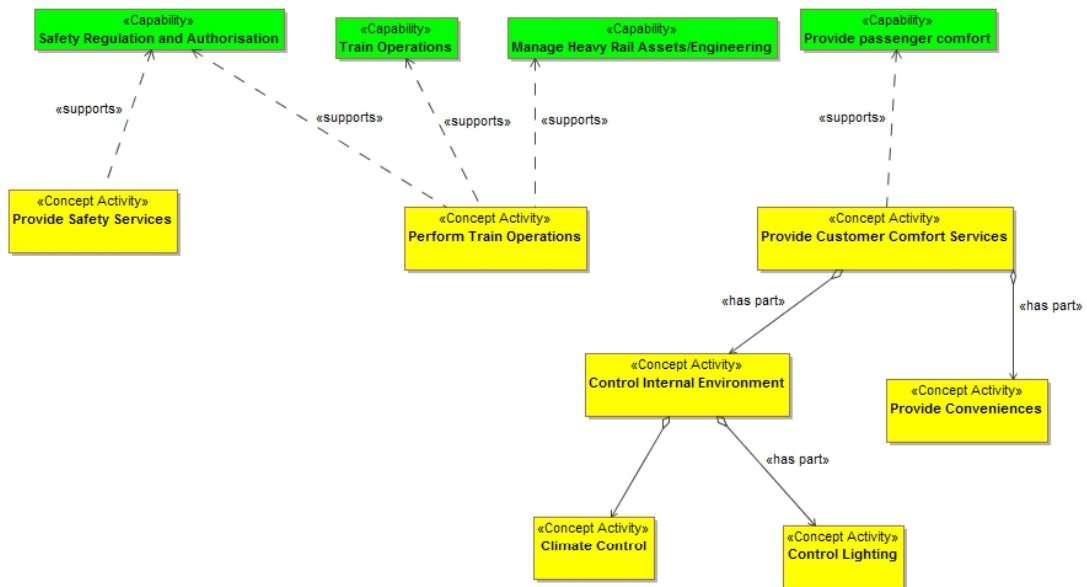 «Capability»
Safety Regulation and Authorisation
«Capability»
Train Operations
«Capability»
Manage Heavy Rail Assets/Engineering
«Capability»
Provide passenger comfort
«supports»
«supports»
«supports»
«supports»
«supports»
«Concept Activity»
Provide Safety Services
«Concept Activity»
Perform Train Operations
«Concept Activity»
Provide Customer Comfort Services
«has part»
«has part»
«Concept Activity»
Control Internal Environment
«Concept Activity»
Provide Conveniences
«has part»
«Concept Activity»
Climate Control
«Concept Activity»
Control Lighting